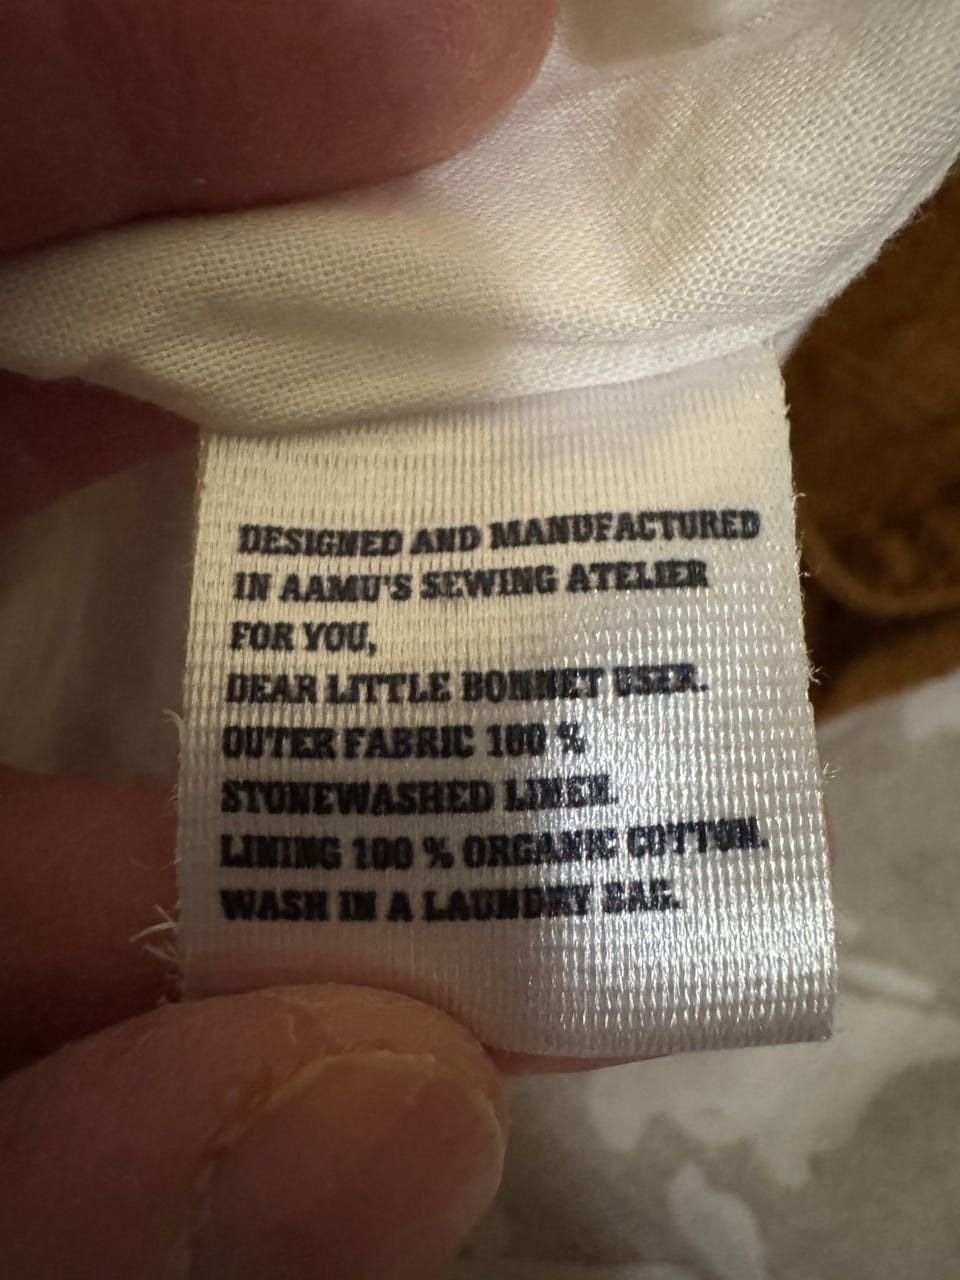 DESIGNED AND MANUFACTURED
IN AAMU'S SEWING ATELIER
FOR YOU,
DEAR LITTLE BONNET USER.
OUTER FABRIC 100 %
STONEWASHED LINEN.
LINING 100 % ORGANIC COTTON.
WASH IN A LAUNDRY BAG.